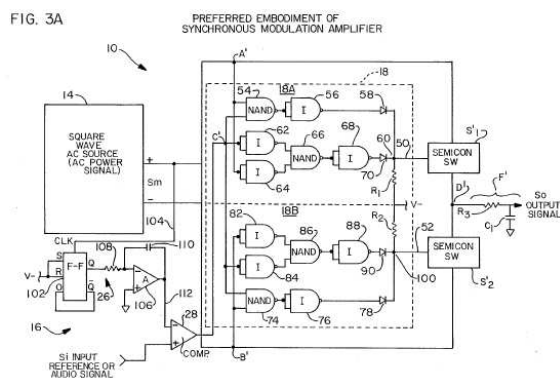 FIG. 3A
PREFERRED EMBODIMENT OF
SYNCHRONOUS MODULATION AMPLIFIER
10
A'
18
14
18A
54
NAND
I
56
58
S'1
SQUARE
WAVE
AC SOURCE
(AC POWER
SIGNAL)
+
-
Sm
104
C'
I
62
66
NAND
68
I
60
50
70
R1
I
64
SEMICON
SW
D'
F'
So
OUTPUT
SIGNAL
R3
C1
V-
18B
R2
82
I
86
NAND
88
I
52
90
100
I
84
SEMICON
SW
S'2
NAND
74
I
76
78
B'
CLK
110
108
S
F-F
Q
V-
R
102
Q̄
26
A
106
112
28
16
COMP.
Si INPUT
REFERENCE OR
AUDIO SIGNAL